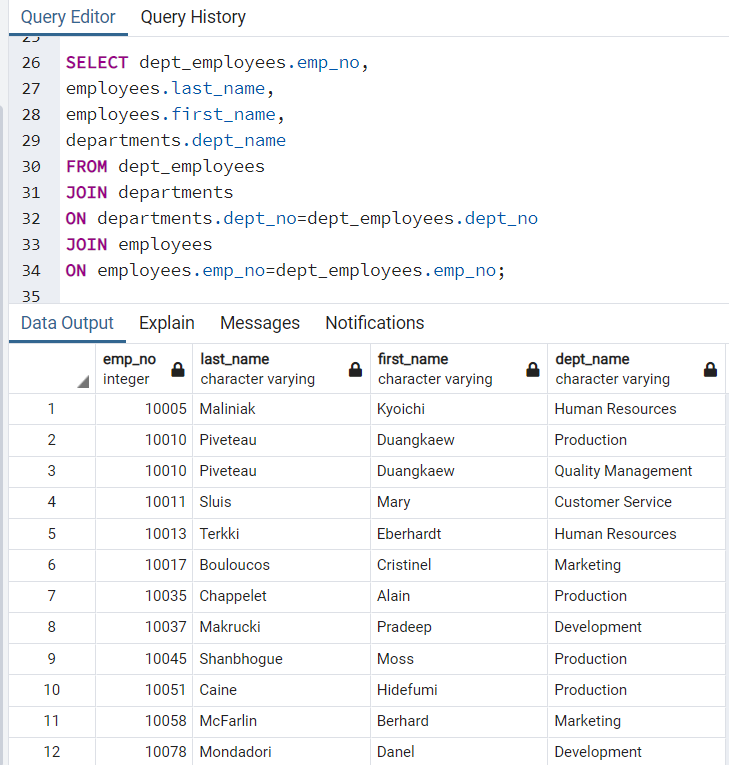 Query Editor Query History
25
26 SELECT dept_employees.emp_no,
27 employees.last_name,
28 employees.first_name,
29 departments.dept_name
30 FROM dept_employees
31 JOIN departments
32 ON departments.dept_no=dept_employees.dept_no
33 JOIN employees
34 ON employees.emp_no=dept_employees.emp_no;
35
Data Output Explain Messages Notifications
emp_no last_name first_name dept_name
integer character varying character varying character varying
1 10005 Maliniak Kyoichi Human Resources
2 10010 Piveteau Duangkaew Production
3 10010 Piveteau Duangkaew Quality Management
4 10011 Sluis Mary Customer Service
5 10013 Terkki Eberhardt Human Resources
6 10017 Bouloucos Cristinel Marketing
7 10035 Chappelet Alain Production
8 10037 Makrucki Pradeep Development
9 10045 Shanbhogue Moss Production
10 10051 Caine Hidefumi Production
11 10058 McFarlin Berhard Marketing
12 10078 Mondadori Danel Development